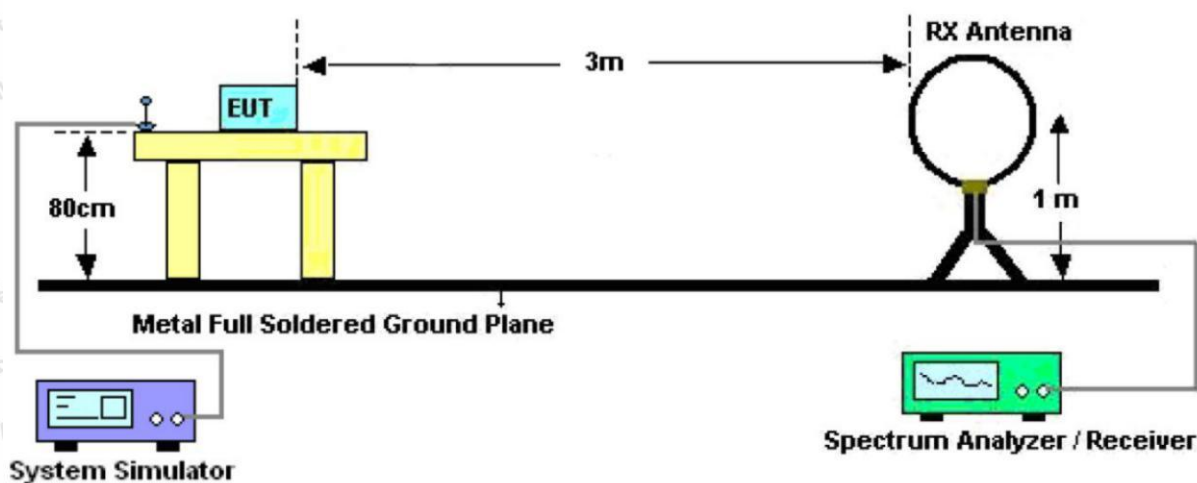 RX Antenna
3m
EUT
80cm
1 m
Metal Full Soldered Ground Plane
Spectrum Analyzer / Receiver
System Simulator